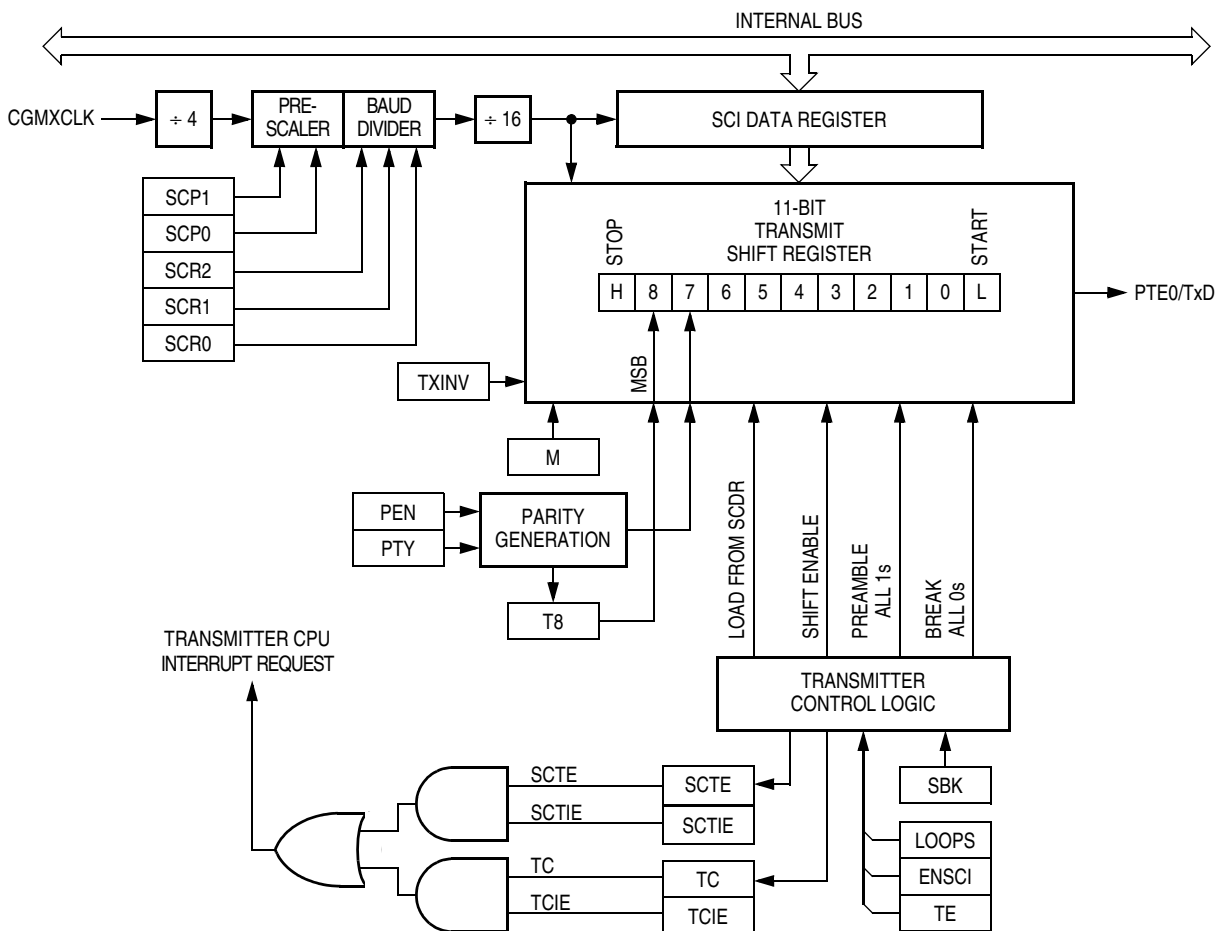 INTERNAL BUS
CGMXCLK
÷ 4
PRE-
SCALER
BAUD
DIVIDER
÷ 16
SCI DATA REGISTER
SCP1
SCP0
SCR2
SCR1
SCR0
11-BIT
TRANSMIT
SHIFT REGISTER
STOP
START
H 8 7 6 5 4 3 2 1 0 L
PTE0/TxD
TXINV
MSB
M
PEN
PTY
PARITY
GENERATION
T8
LOAD FROM SCDR
SHIFT ENABLE
PREAMBLE
ALL 1s
BREAK
ALL 0s
TRANSMITTER CPU
INTERRUPT REQUEST
TRANSMITTER
CONTROL LOGIC
SCTE
SCTE
SCTIE
SCTIE
TC
TC
TCIE
TCIE
SBK
LOOPS
ENSCI
TE